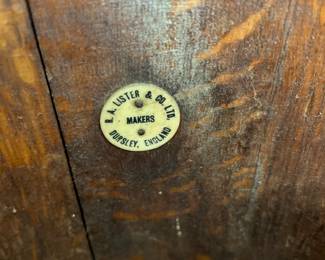 R. A. LISTER & CO. LTD.
MAKERS
DURSLEY, ENGLAND